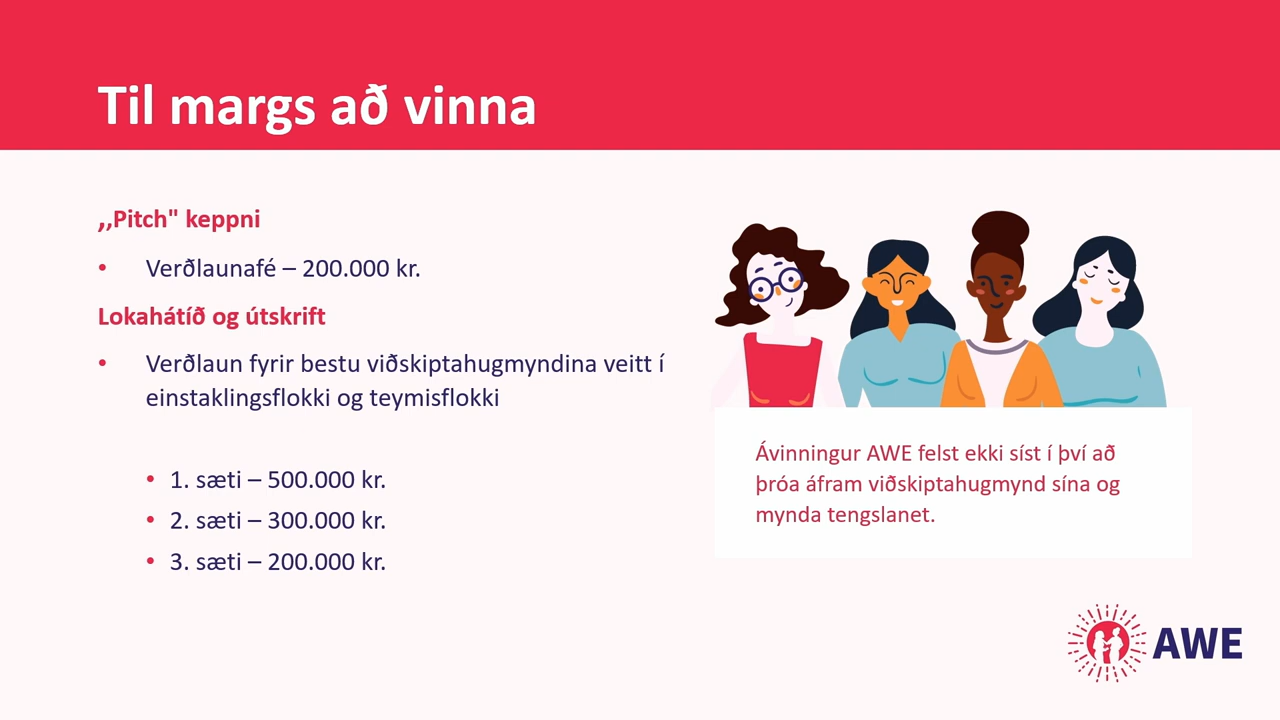 Til margs að vinna
,,Pitch" keppni
• Verðlaunafé – 200.000 kr.
Lokahátíð og útskrift
• Verðlaun fyrir bestu viðskiptahugmyndina veitt í
einstaklingsflokki og teymisflokki
• 1. sæti – 500.000 kr.
• 2. sæti – 300.000 kr.
• 3. sæti – 200.000 kr.
Ávinningur AWE felst ekki síst í því að
þróa áfram viðskiptahugmynd sína og
mynda tengslanet.
AWE